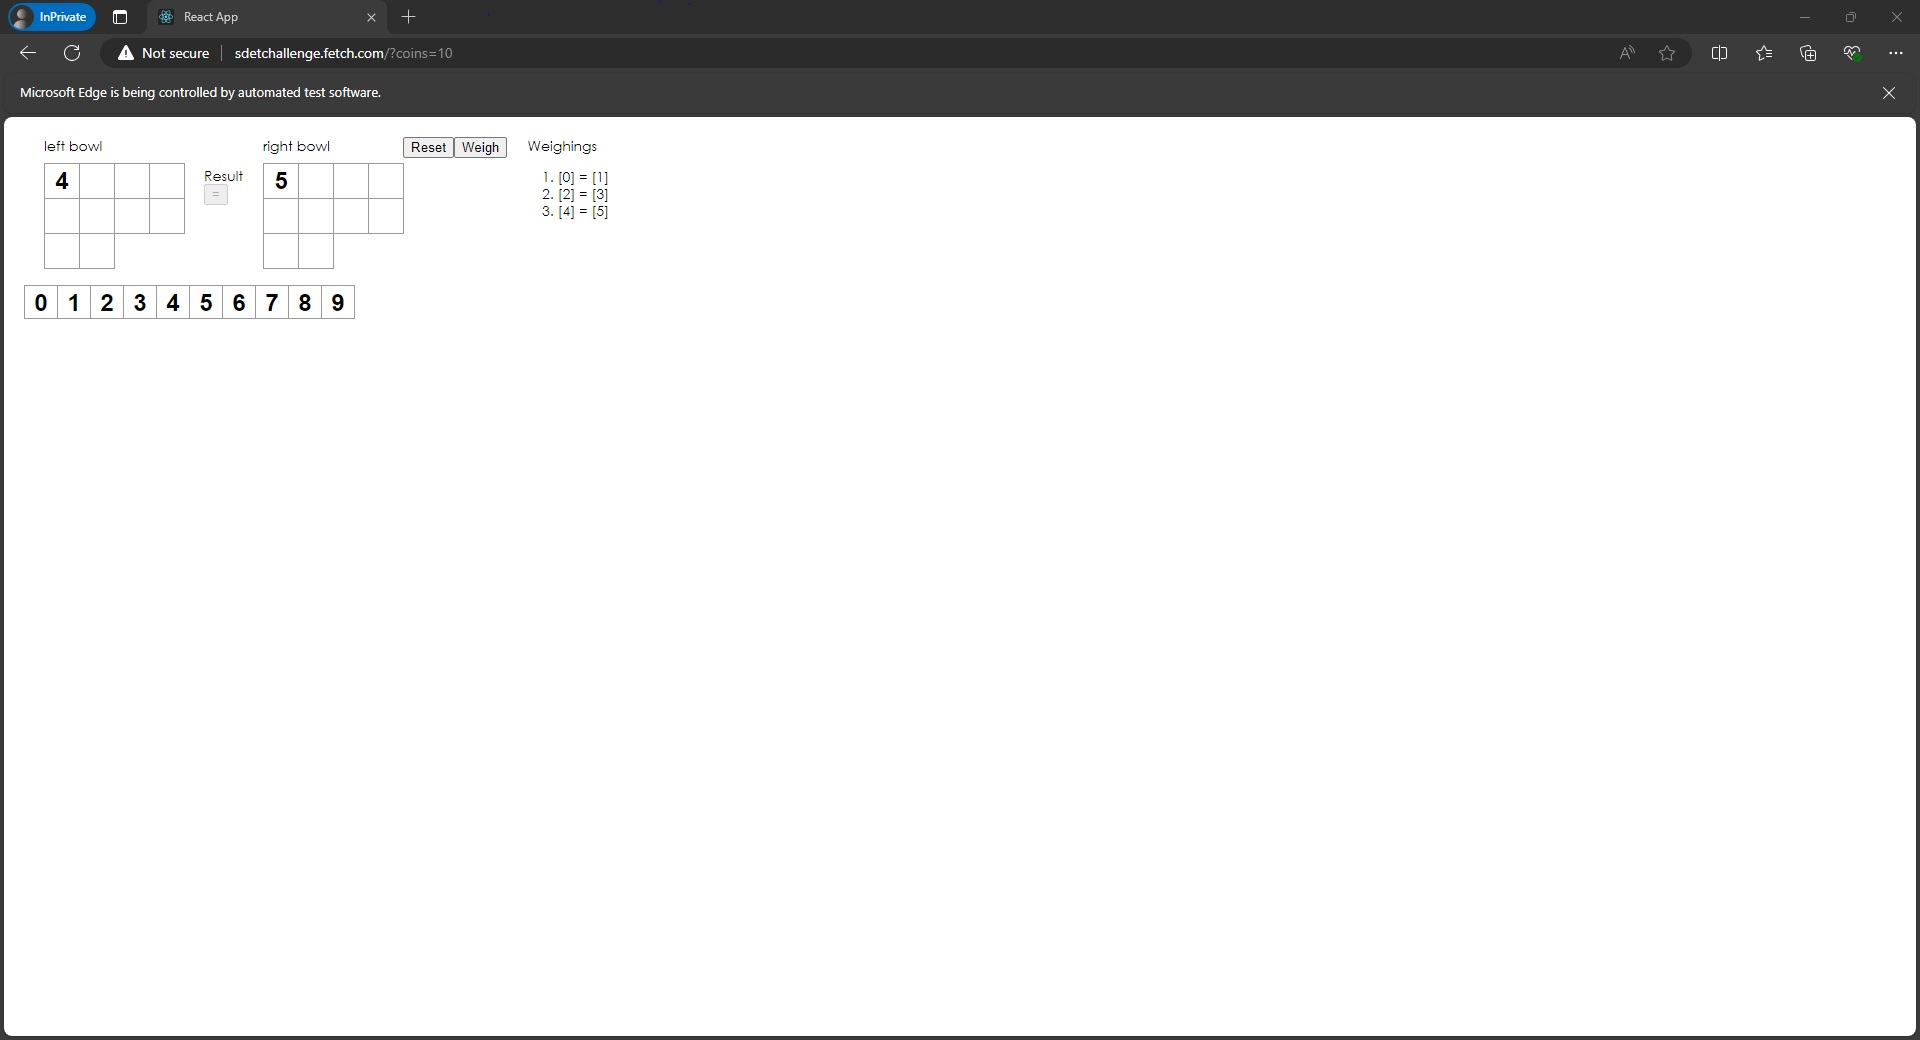 InPrivate
React App
Not secure
sdetchallenge.fetch.com/?coins=10
Microsoft Edge is being controlled by automated test software.
left bowl
right bowl
Reset
Weigh
Weighings
4
Result
=
5
1. [0] = [1]
2. [2] = [3]
3. [4] = [5]
0 1 2 3 4 5 6 7 8 9